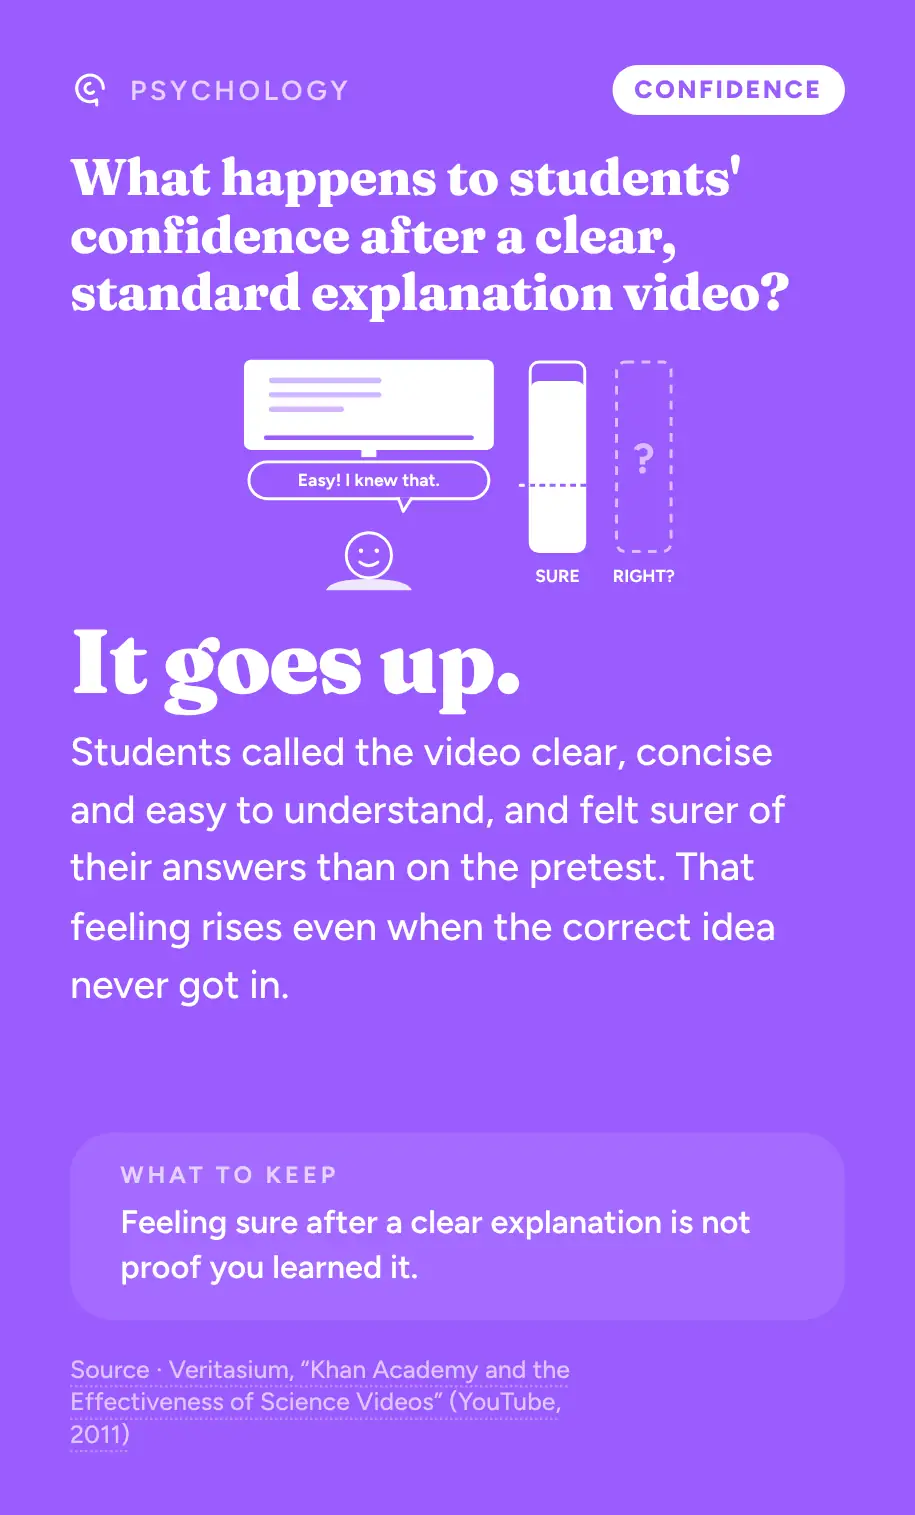 PSYCHOLOGY
CONFIDENCE
What happens to students'
confidence after a clear,
standard explanation video?
Easy! I knew that.
?
SURE
RIGHT?
It goes up.
Students called the video clear, concise
and easy to understand, and felt surer of
their answers than on the pretest. That
feeling rises even when the correct idea
never got in.
WHAT TO KEEP
Feeling sure after a clear explanation is not
proof you learned it.
Source · Veritasium, “Khan Academy and the
Effectiveness of Science Videos” (YouTube,
2011)